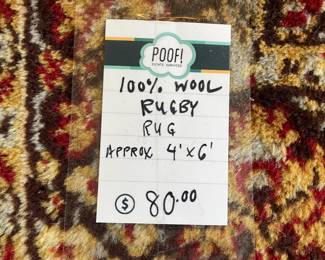 POOF!
ESTATE SERVICES
100% WOOL
RUGBY
RUG
APPROX 4'x6'
$ 80.00